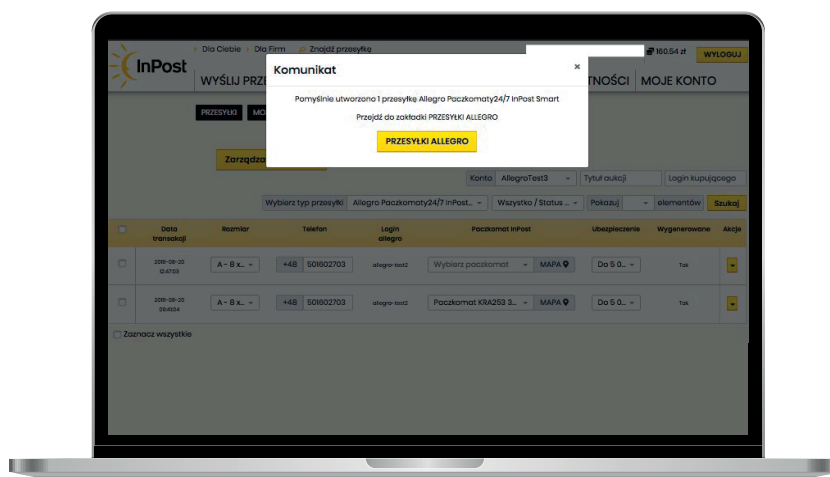 InPost
Dla Ciebie Dla Firm Znajdź przesyłkę
160.54 zł WYLOGUJ
WYŚLIJ PRZE TNOŚCI MOJE KONTO
Komunikat ×
Pomyślnie utworzono 1 przesyłkę Allegro Paczkomaty24/7 InPost Smart
Przejdź do zakładki PRZESYŁKI ALLEGRO
PRZESYŁKI ALLEGRO
PRZESYŁKI MO
Zarządza
Konto AllegroTest3 Tytuł aukcji Login kupującego
Wybierz typ przesyłki Allegro Paczkomaty24/7 InPost... Wszystko / Status ... Pokazuj elementów Szukaj
Data transakcji Rozmiar Telefon Login allegro Paczkomat InPost Ubezpieczenie Wygenerowane Akcje
A - 8 x... +48 501602703 allegro-test2 Wybierz paczkomat MAPA Do 5 0... Tak
A - 8 x... +48 501602703 allegro-test2 Paczkomat KRA253 3... MAPA Do 5 0... Tak
Zaznacz wszystkie